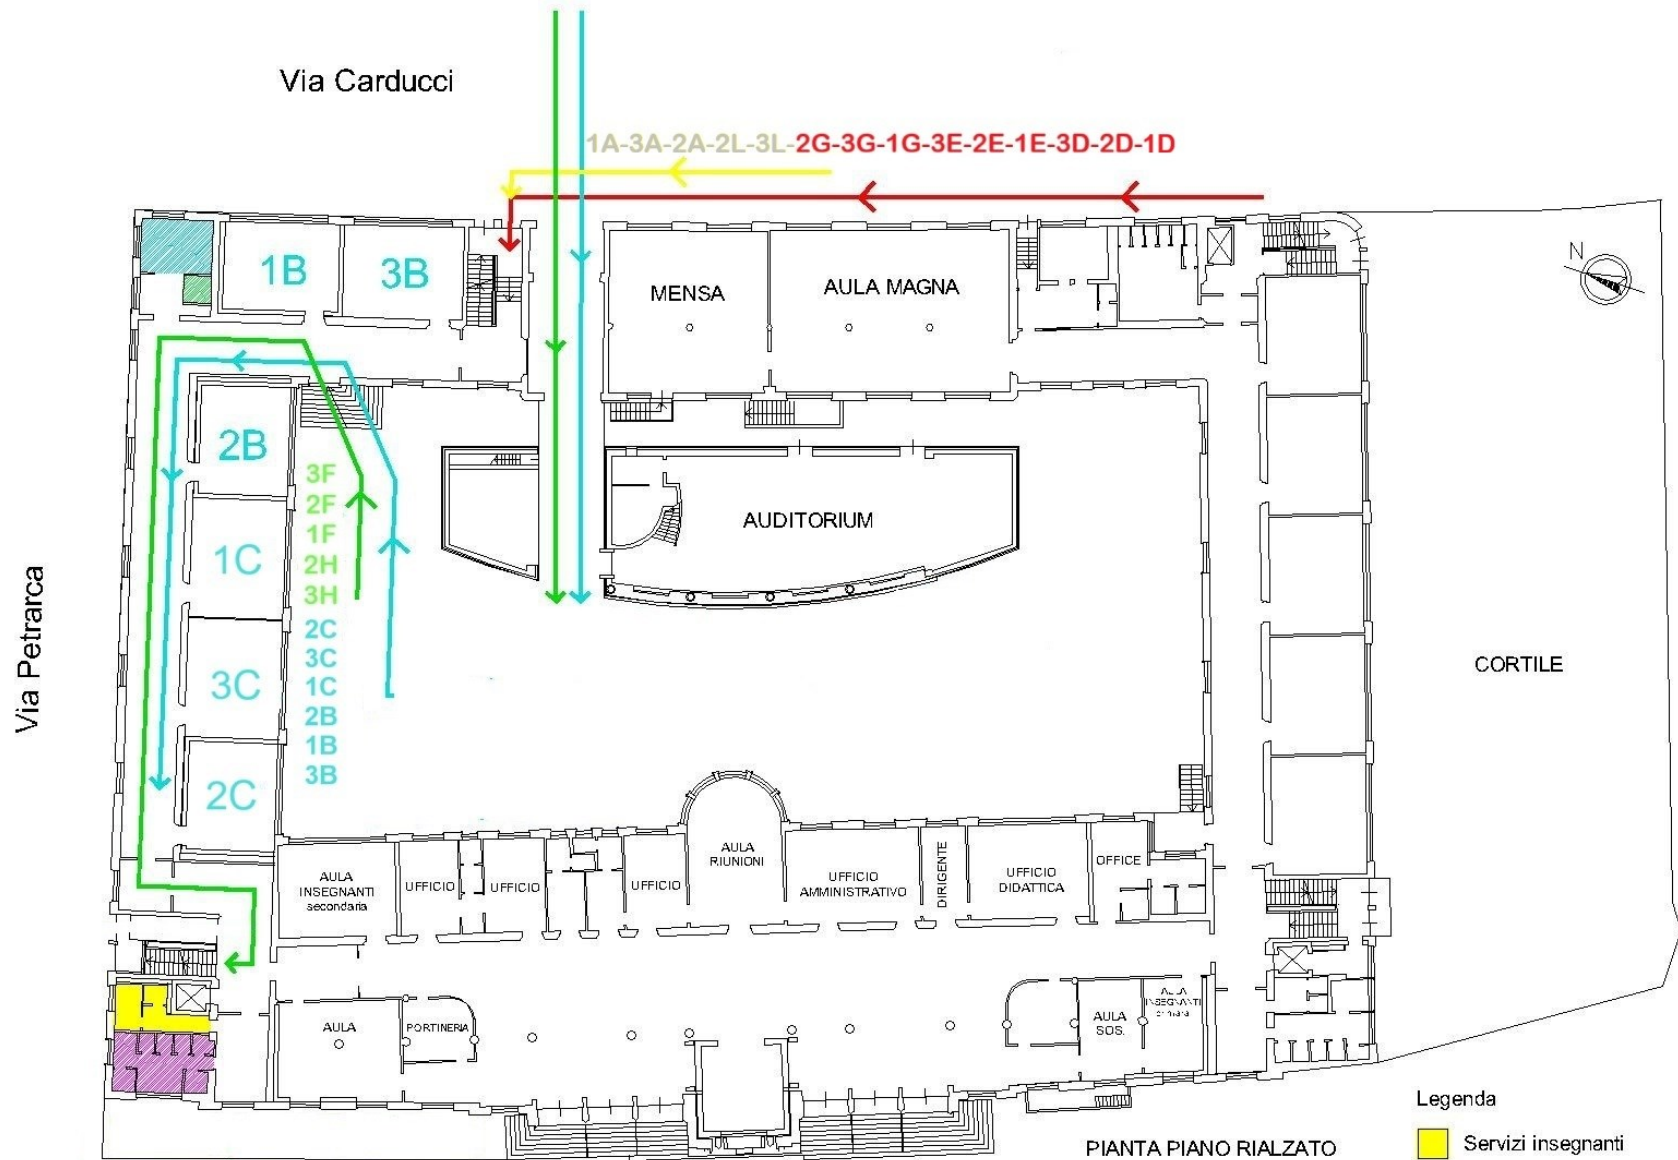 Via Carducci
1A-3A-2A-2L-3L-2G-3G-1G-3E-2E-1E-3D-2D-1D
N
1B
3B
MENSA
AULA MAGNA
2B
3F
2F
1F
2H
3H
2C
3C
1C
2B
1B
3B
AUDITORIUM
1C
3C
2C
Via Petrarca
CORTILE
AULA
INSEGNANTI
secondaria
UFFICIO
UFFICIO
UFFICIO
AULA
RIUNIONI
UFFICIO
AMMINISTRATIVO
DIRIGENTE
UFFICIO
DIDATTICA
OFFICE
AULA
PORTINERIA
AULA
SOS.
AULA
INSEGNANTI
Legenda
Servizi insegnanti
PIANTA PIANO RIALZATO